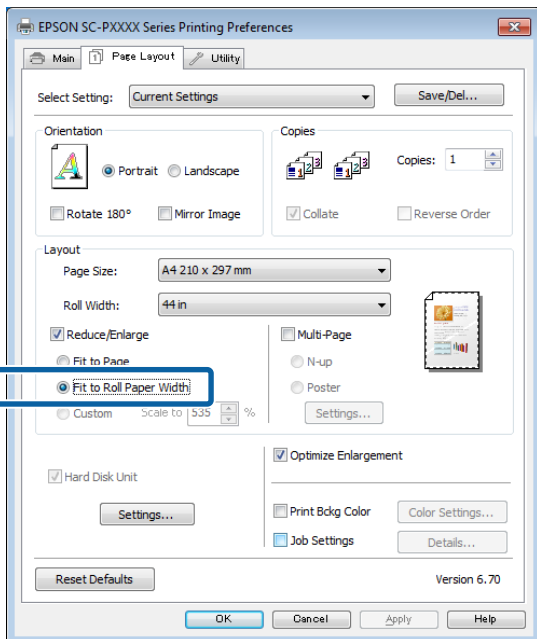 EPSON SC-PXXXX Series Printing Preferences
Main Page Layout Utility
Select Setting: Current Settings Save/Del...
Orientation
Portrait Landscape
Rotate 180° Mirror Image
Copies
Copies: 1
Collate Reverse Order
Layout
Page Size: A4 210 x 297 mm
Roll Width: 44 in
Reduce/Enlarge
Fit to Page
Fit to Roll Paper Width
Custom Scale to 535 %
Multi-Page
N-up
Poster
Settings...
Optimize Enlargement
Hard Disk Unit
Settings...
Print Bckg Color Color Settings...
Job Settings Details...
Reset Defaults Version 6.70
OK Cancel Apply Help